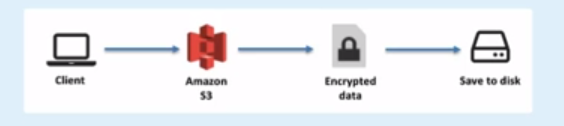 Client
Amazon
S3
Encrypted
data
Save to disk